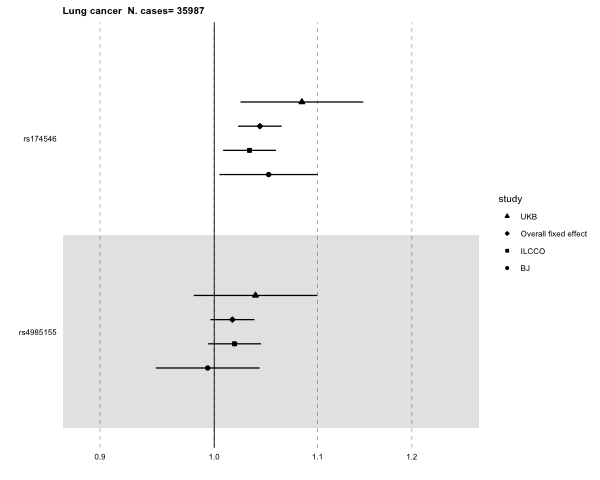 Lung cancer  N. cases= 35987
rs174546
rs4985155
0.9
1.0
1.1
1.2
study
UKB
Overall fixed effect
ILCCO
BJ